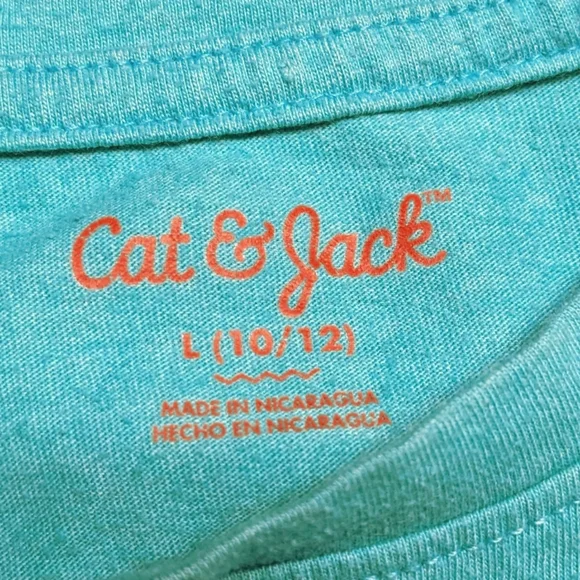 Cat & Jack™
L (10/12)
MADE IN NICARAGUA
HECHO EN NICARAGUA